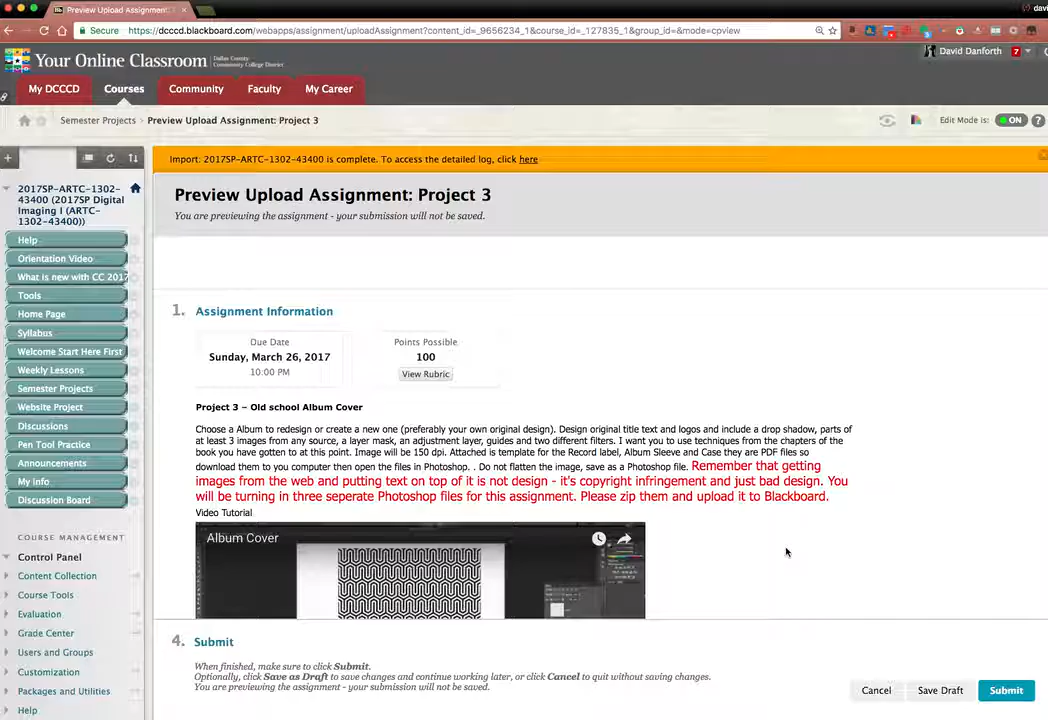 Preview Upload Assignment: P
Secure
https://dcccd.blackboard.com/webapps/assignment/uploadAssignment?content_id=_9656234_1&course_id=_127835_1&group_id=&mode=cpview
Your Online Classroom
Dallas County
Community College District
David Danforth 7
My DCCCD Courses Community Faculty My Career
Semester Projects › Preview Upload Assignment: Project 3
Edit Mode is: ON ?
Import: 2017SP-ARTC-1302-43400 is complete. To access the detailed log, click here
2017SP-ARTC-1302-
43400 (2017SP Digital
Imaging I (ARTC-
1302-43400))
Help
Orientation Video
What is new with CC 2017
Tools
Home Page
Syllabus
Welcome Start Here First
Weekly Lessons
Semester Projects
Website Project
Discussions
Pen Tool Practice
Announcements
My Info
Discussion Board
COURSE MANAGEMENT
Control Panel
Content Collection
Course Tools
Evaluation
Grade Center
Users and Groups
Customization
Packages and Utilities
Help
Preview Upload Assignment: Project 3
You are previewing the assignment - your submission will not be saved.
1. Assignment Information
Due Date
Sunday, March 26, 2017
10:00 PM
Points Possible
100
View Rubric
Project 3 – Old school Album Cover
Choose a Album to redesign or create a new one (preferably your own original design). Design original title text and logos and include a drop shadow, parts of
at least 3 images from any source, a layer mask, an adjustment layer, guides and two different filters. I want you to use techniques from the chapters of the
book you have gotten to at this point. Image will be 150 dpi. Attached is template for the Record label, Album Sleeve and Case they are PDF files so
download them to you computer then open the files in Photoshop. . Do not flatten the image, save as a Photoshop file. Remember that getting
images from the web and putting text on top of it is not design - it's copyright infringement and just bad design. You
will be turning in three seperate Photoshop files for this assignment. Please zip them and upload it to Blackboard.
Video Tutorial
Album Cover
4. Submit
When finished, make sure to click Submit.
Optionally, click Save as Draft to save changes and continue working later, or click Cancel to quit without saving changes.
You are previewing the assignment - your submission will not be saved.
Cancel Save Draft Submit